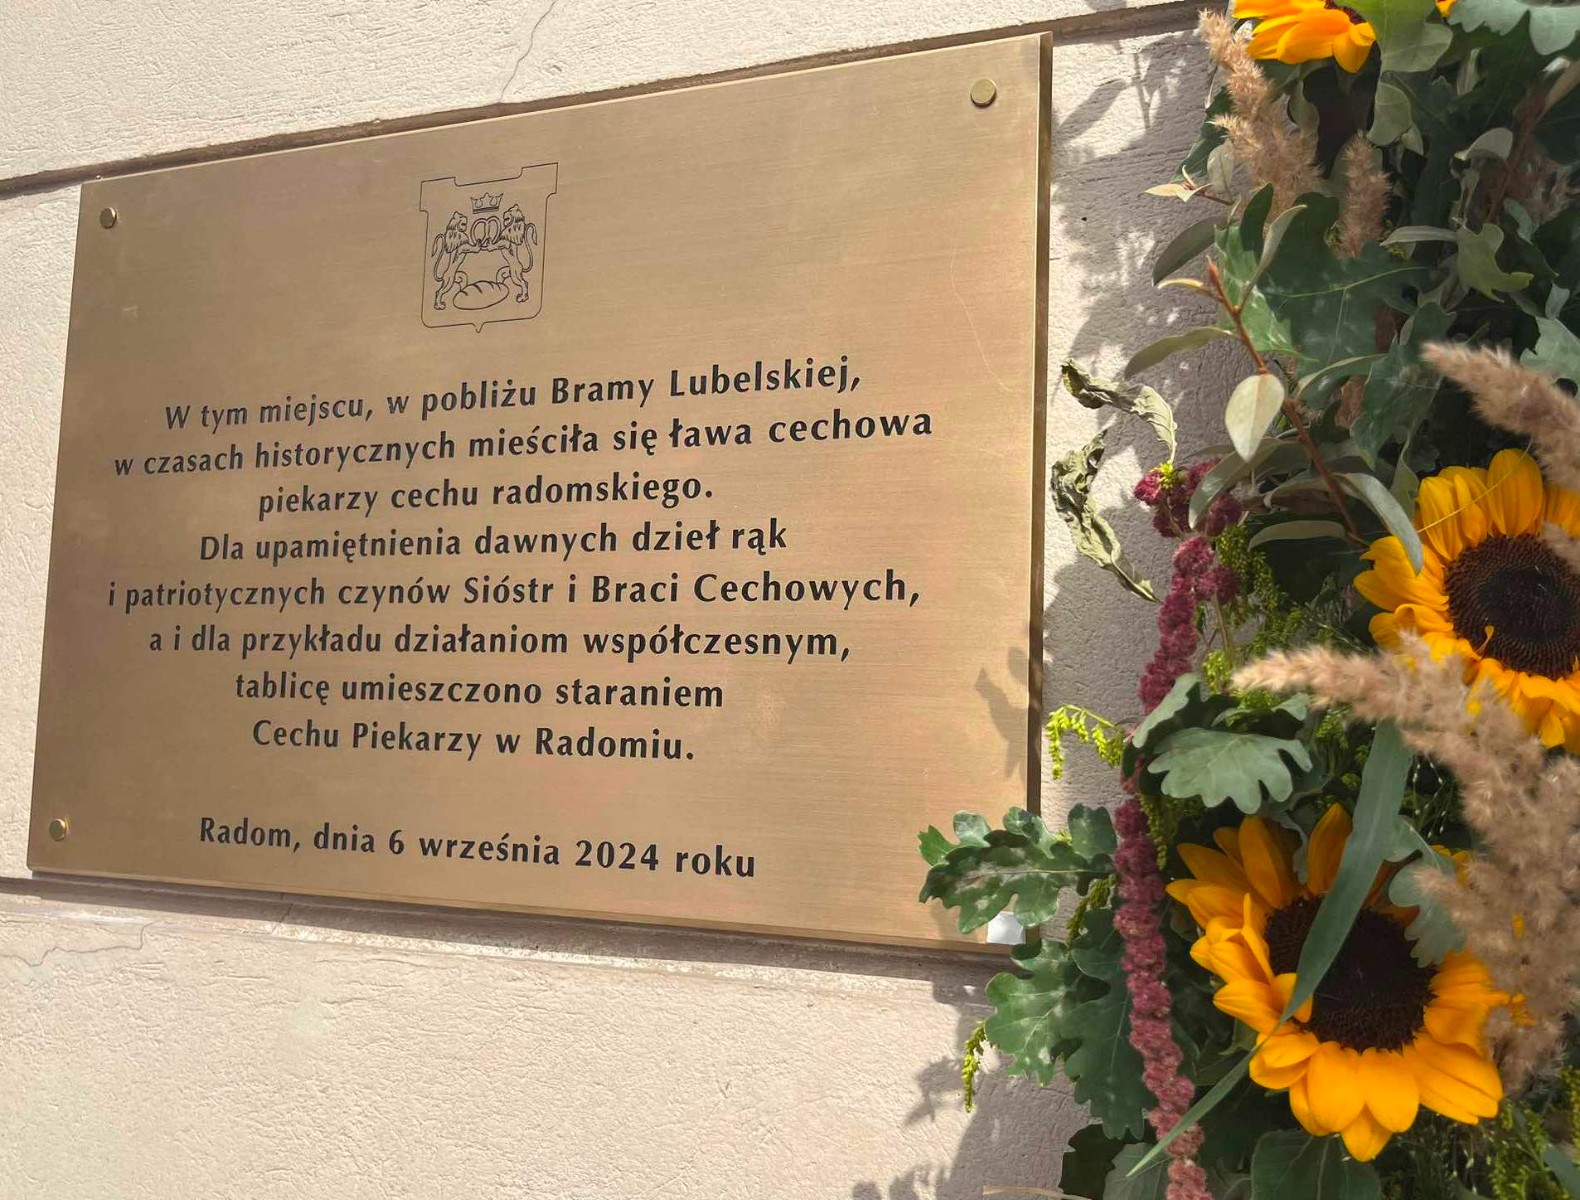 W tym miejscu, w pobliżu Bramy Lubelskiej,
w czasach historycznych mieściła się ława cechowa
piekarzy cechu radomskiego.
Dla upamiętnienia dawnych dzieł rąk
i patriotycznych czynów Sióstr i Braci Cechowych,
a i dla przykładu działaniom współczesnym,
tablicę umieszczono staraniem
Cechu Piekarzy w Radomiu.
Radom, dnia 6 września 2024 roku